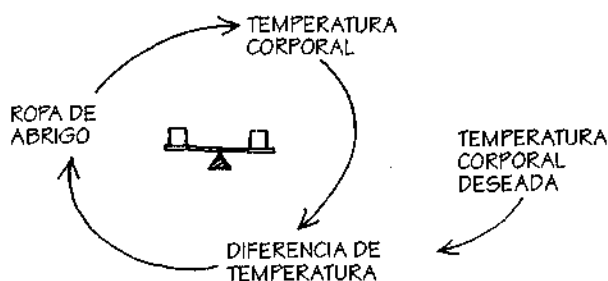 TEMPERATURA
CORPORAL
ROPA DE
ABRIGO
TEMPERATURA
CORPORAL
DESEADA
DIFERENCIA DE
TEMPERATURA